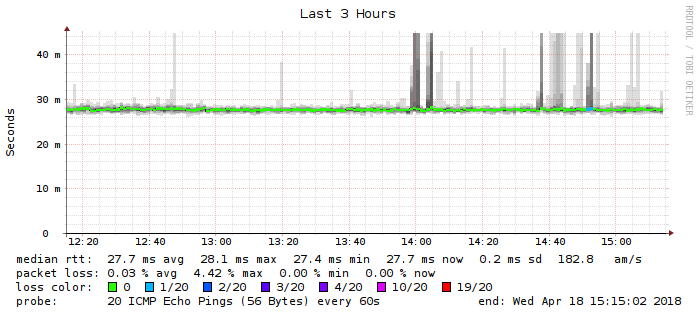 Last 3 Hours
RRDTOOL / TOBI OETIKER
Seconds
40 m
30 m
20 m
10 m
0
12:20 12:40 13:00 13:20 13:40 14:00 14:20 14:40 15:00
median rtt: 27.7 ms avg 28.1 ms max 27.4 ms min 27.7 ms now 0.2 ms sd 182.8 am/s
packet loss: 0.03 % avg 4.42 % max 0.00 % min 0.00 % now
loss color: 0 1/20 2/20 3/20 4/20 10/20 19/20
probe: 20 ICMP Echo Pings (56 Bytes) every 60s end: Wed Apr 18 15:15:02 2018